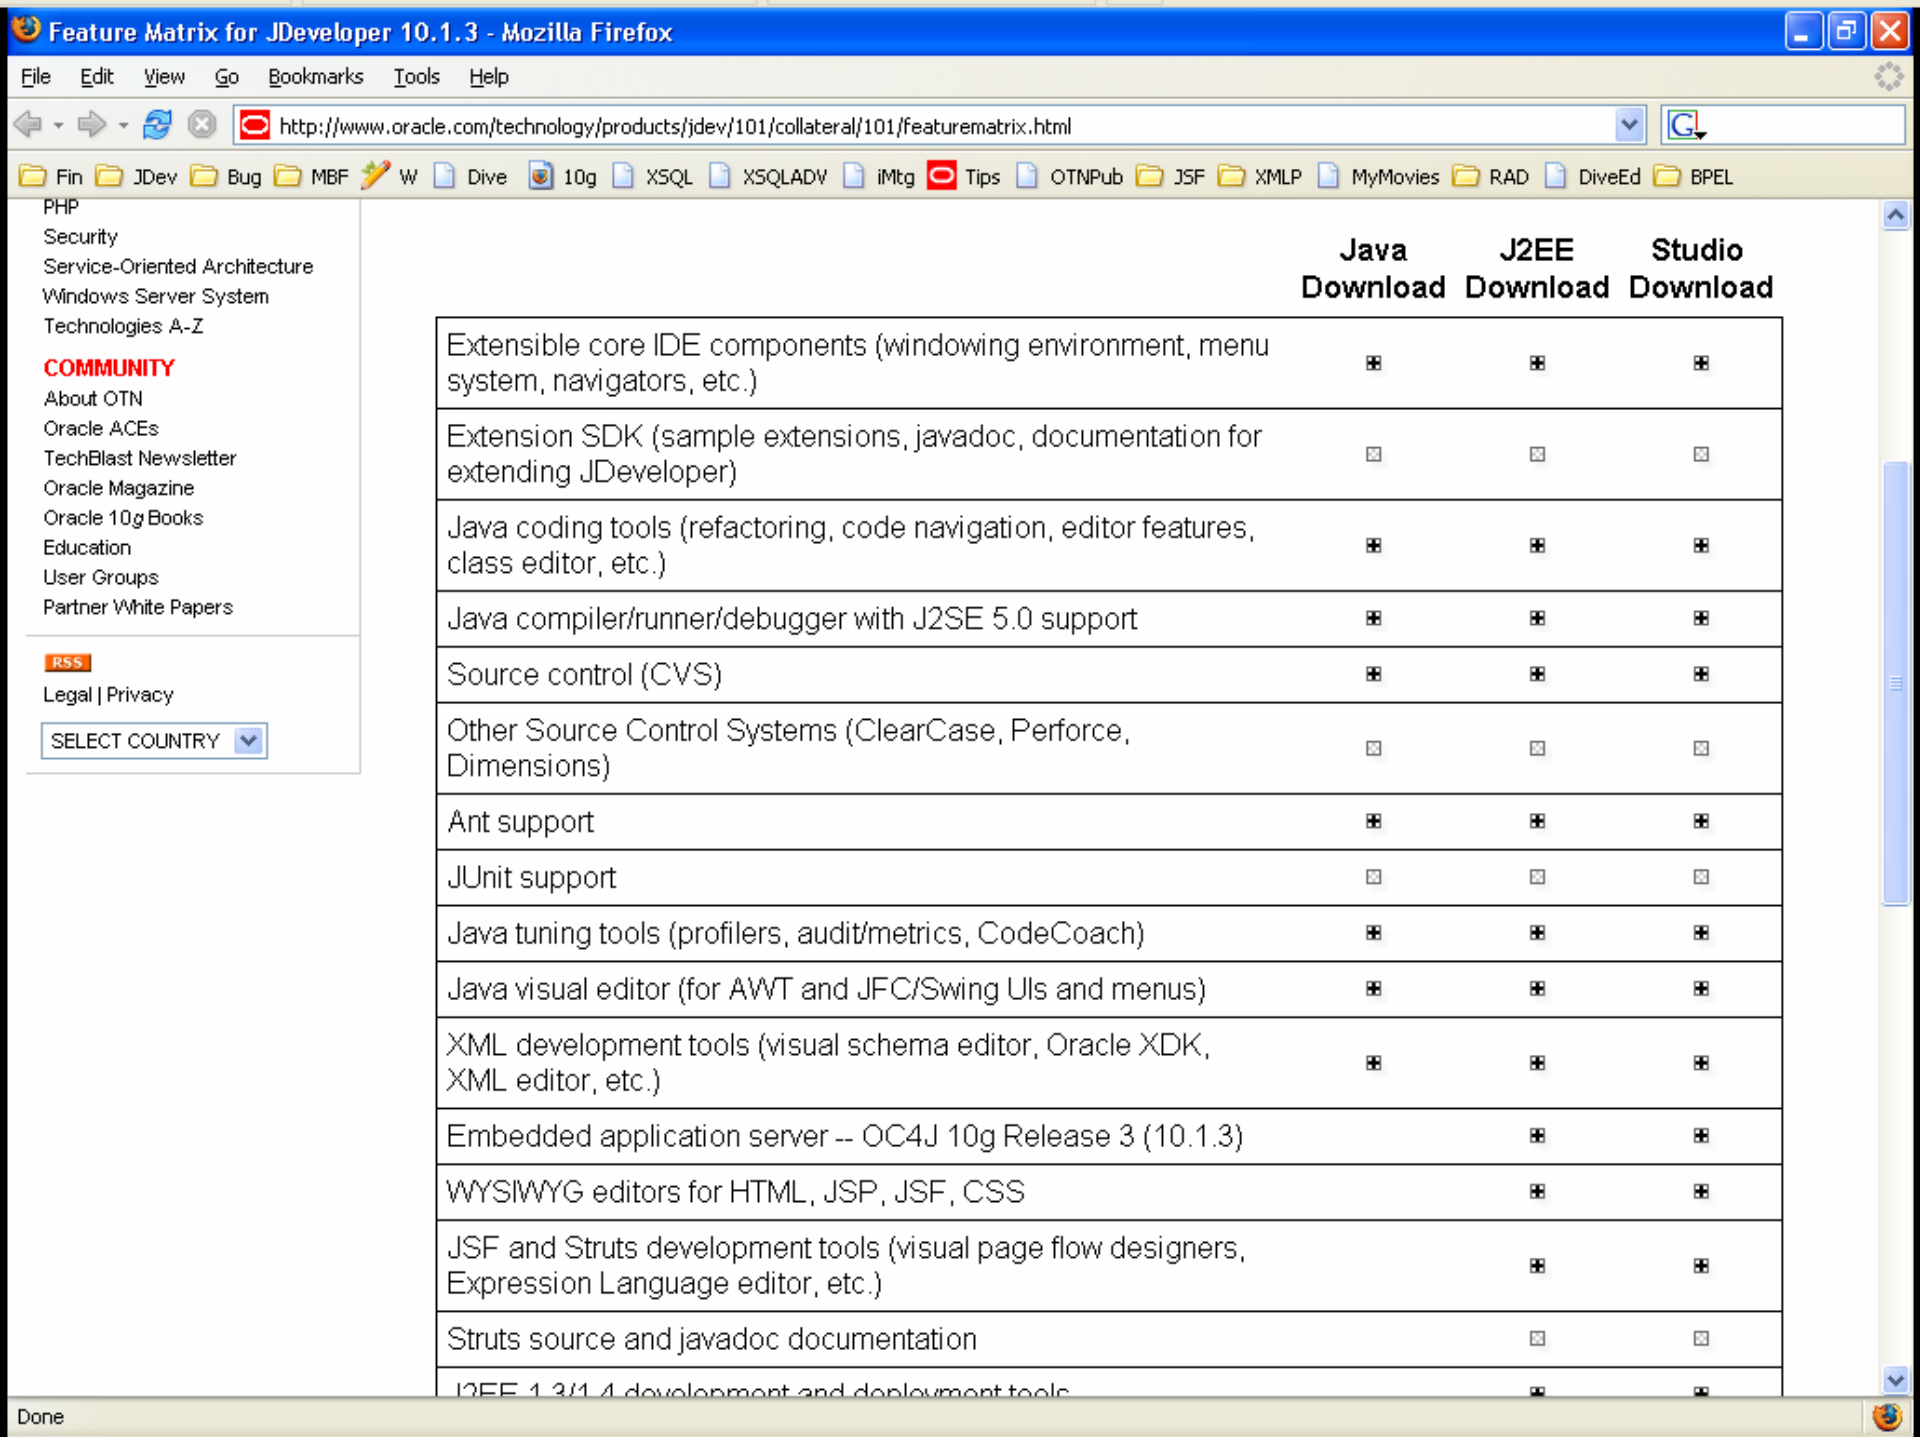 Feature Matrix for JDeveloper 10.1.3 - Mozilla Firefox
File Edit View Go Bookmarks Tools Help
http://www.oracle.com/technology/products/jdev/101/collateral/101/featurematrix.html
Fin JDev Bug MBF W Dive 10g XSQL XSQLADV iMtg Tips OTNPub JSF XMLP MyMovies RAD DiveEd BPEL
PHP
Security
Service-Oriented Architecture
Windows Server System
Technologies A-Z
COMMUNITY
About OTN
Oracle ACEs
TechBlast Newsletter
Oracle Magazine
Oracle 10g Books
Education
User Groups
Partner White Papers
RSS
Legal | Privacy
SELECT COUNTRY
Java Download
J2EE Download
Studio Download
Extensible core IDE components (windowing environment, menu
system, navigators, etc.)
Extension SDK (sample extensions, javadoc, documentation for
extending JDeveloper)
Java coding tools (refactoring, code navigation, editor features,
class editor, etc.)
Java compiler/runner/debugger with J2SE 5.0 support
Source control (CVS)
Other Source Control Systems (ClearCase, Perforce,
Dimensions)
Ant support
JUnit support
Java tuning tools (profilers, audit/metrics, CodeCoach)
Java visual editor (for AWT and JFC/Swing UIs and menus)
XML development tools (visual schema editor, Oracle XDK,
XML editor, etc.)
Embedded application server -- OC4J 10g Release 3 (10.1.3)
WYSIWYG editors for HTML, JSP, JSF, CSS
JSF and Struts development tools (visual page flow designers,
Expression Language editor, etc.)
Struts source and javadoc documentation
J2EE 1.3/1.4 development and deployment tools
Done